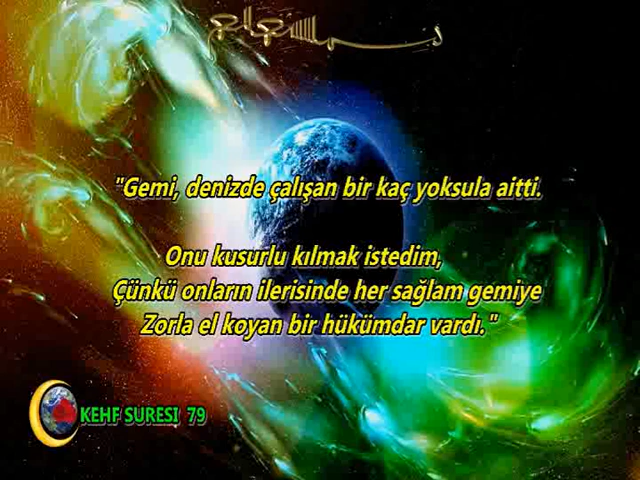 "Gemi, denizde çalışan bir kaç yoksula aitti.
Onu kusurlu kılmak istedim,
Çünkü onların ilerisinde her sağlam gemiye
Zorla el koyan bir hükümdar vardı."
KEHF SURESI 79